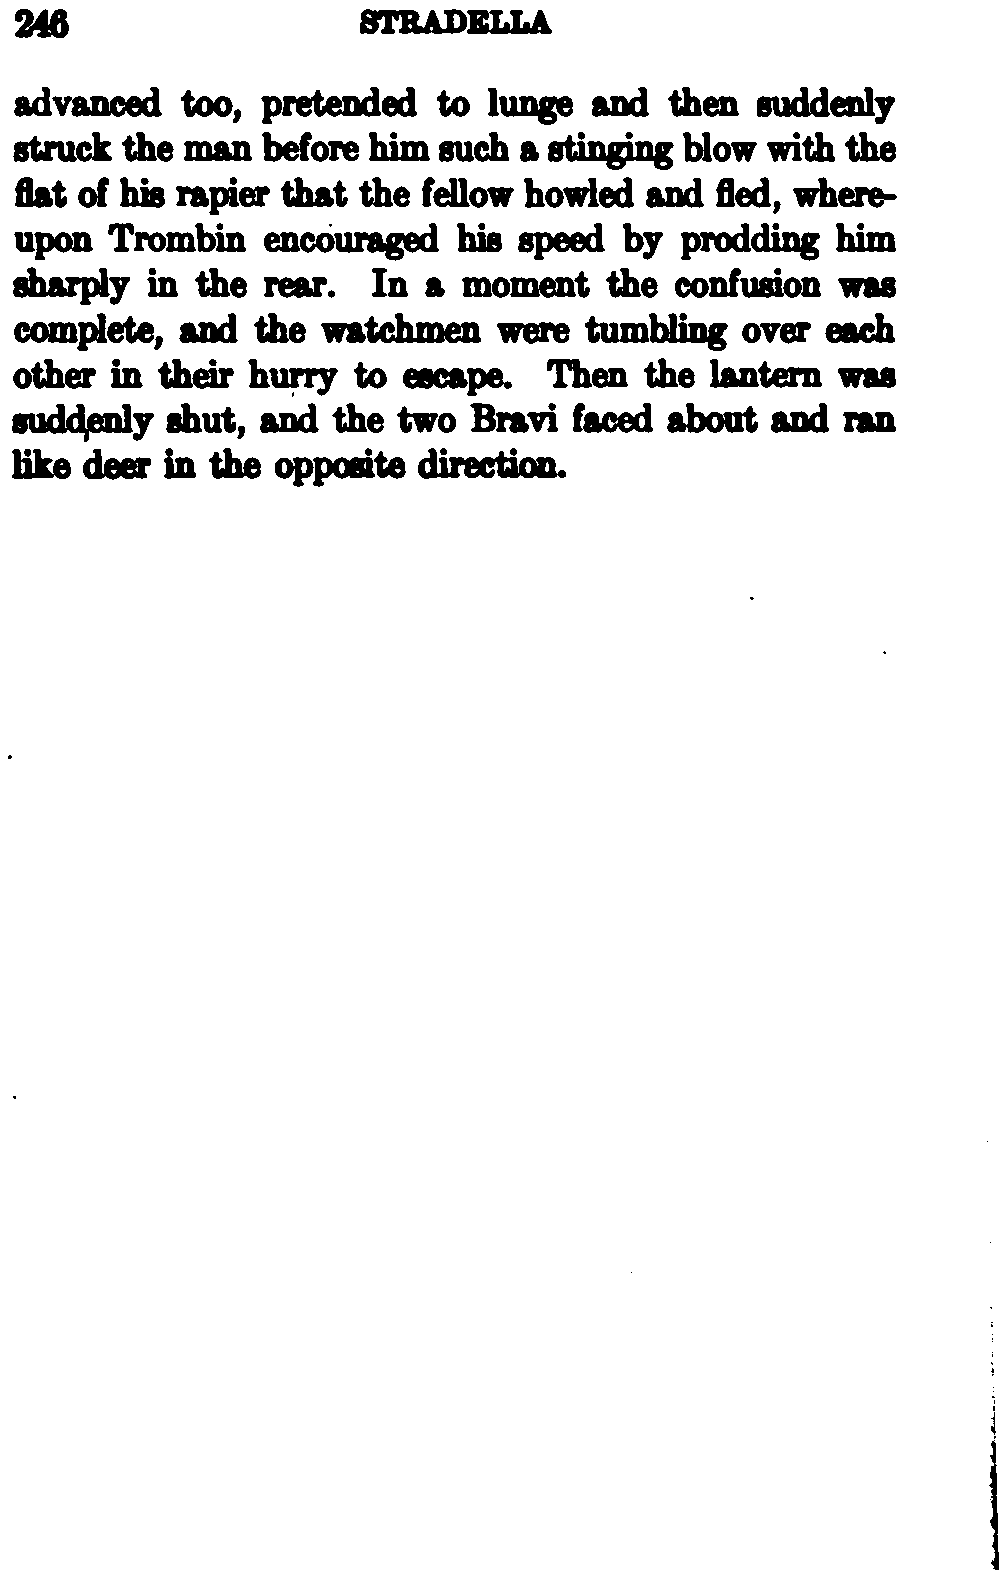 246 STRADELLA
advanced too, pretended to lunge and then suddenly
struck the man before him such a stinging blow with the
flat of his rapier that the fellow howled and fled, where-
upon Trombin encouraged his speed by prodding him
sharply in the rear. In a moment the confusion was
complete, and the watchmen were tumbling over each
other in their hurry to escape. Then the lantern was
suddenly shut, and the two Bravi faced about and ran
like deer in the opposite direction.